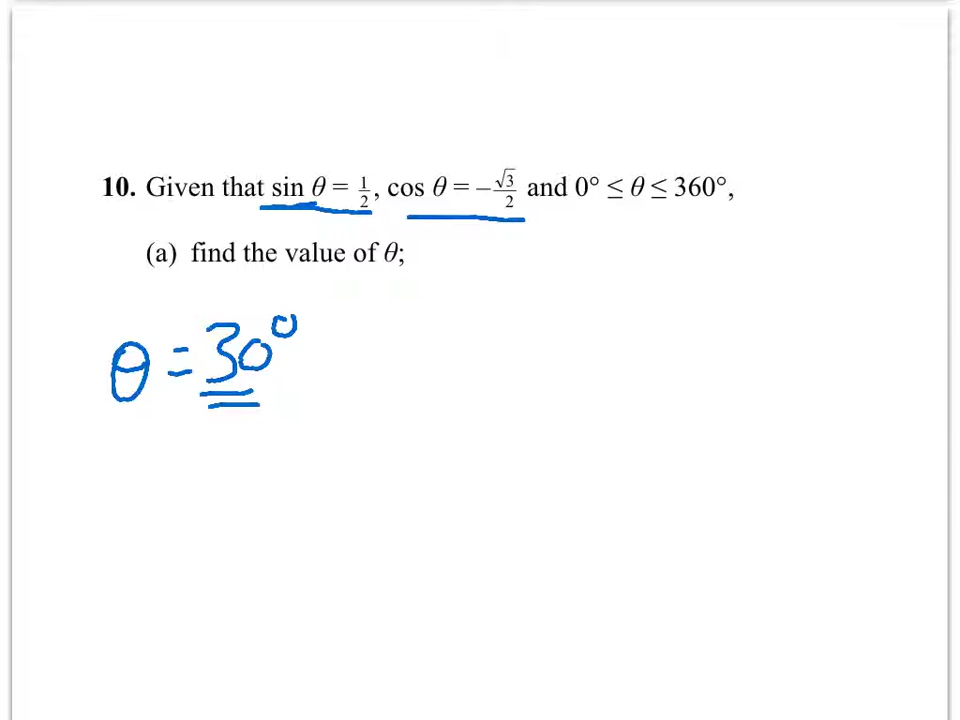 10. Given that sin θ = 1/2, cos θ = –√3/2 and 0° ≤ θ ≤ 360°,
(a) find the value of θ;
θ = 30°